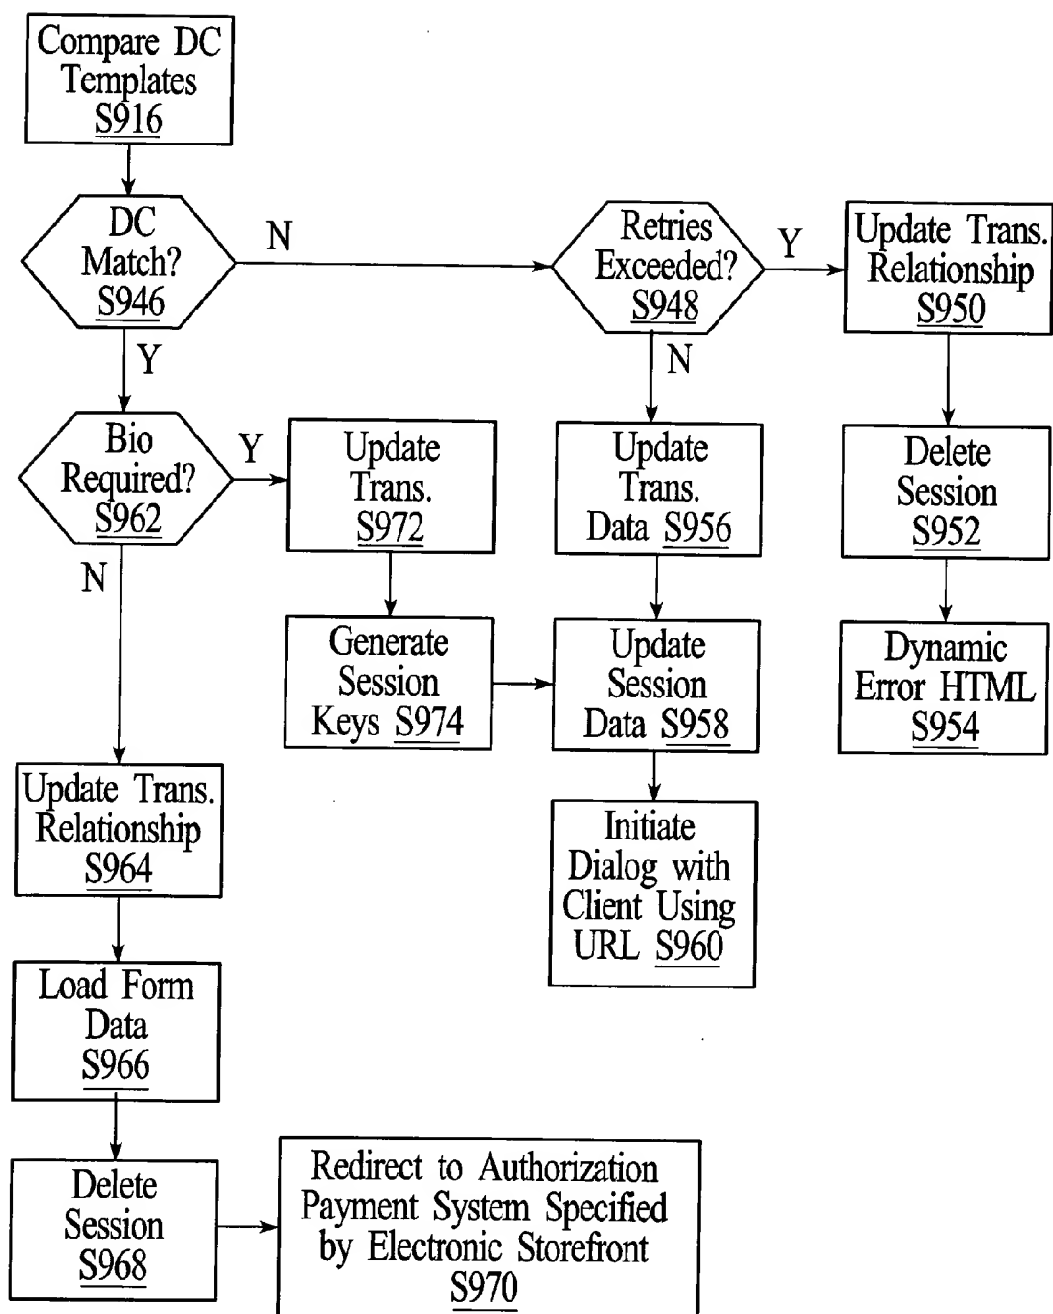 Compare DC
Templates
S916
DC
Match?
S946
N
Retries
Exceeded?
S948
Y
Update Trans.
Relationship
S950
Y
N
Bio
Required?
S962
Y
Update
Trans.
S972
Update
Trans.
Data S956
Delete
Session
S952
N
Generate
Session
Keys S974
Update
Session
Data S958
Dynamic
Error HTML
S954
Update Trans.
Relationship
S964
Initiate
Dialog with
Client Using
URL S960
Load Form
Data
S966
Delete
Session
S968
Redirect to Authorization
Payment System Specified
by Electronic Storefront
S970